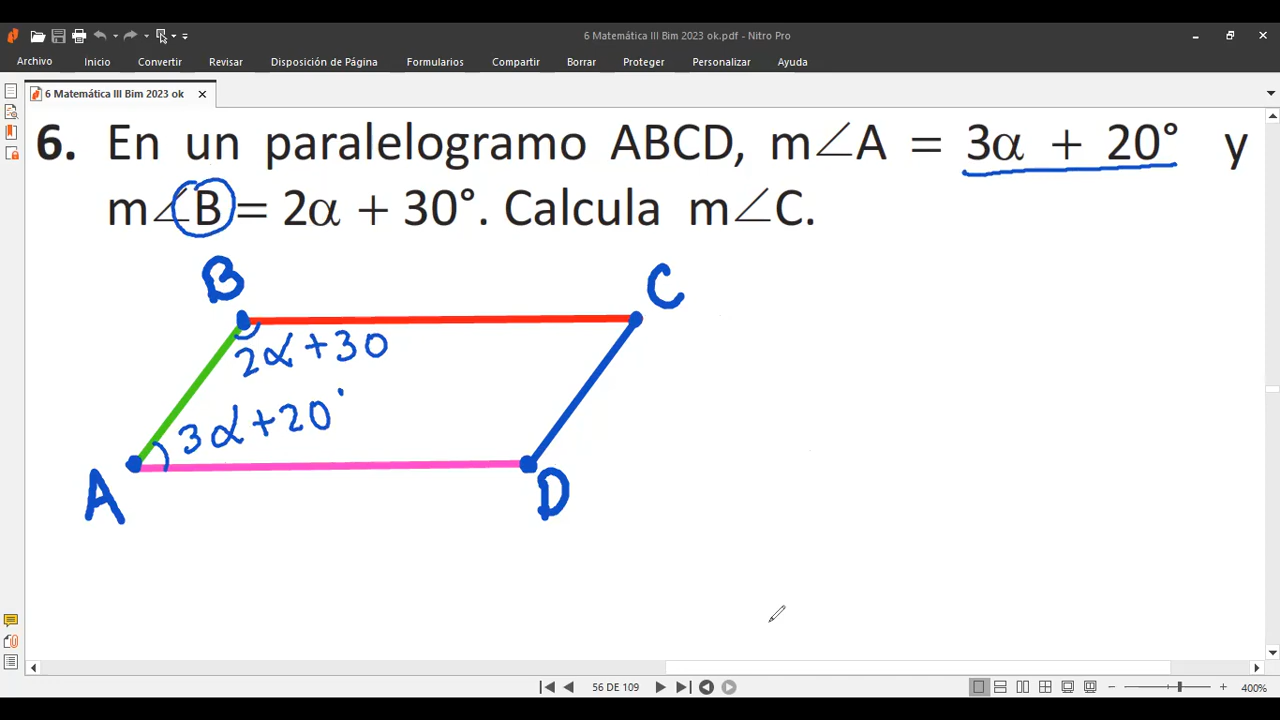 6 Matemática III Bim 2023 ok.pdf - Nitro Pro
Archivo Inicio Convertir Revisar Disposición de Página Formularios Compartir Borrar Proteger Personalizar Ayuda
6 Matemática III Bim 2023 ok
6. En un paralelogramo ABCD, m∠A = 3α + 20° y
m∠B = 2α + 30°. Calcula m∠C.
B
C
2α+30
3α+20°
A
D
56 DE 109
400%